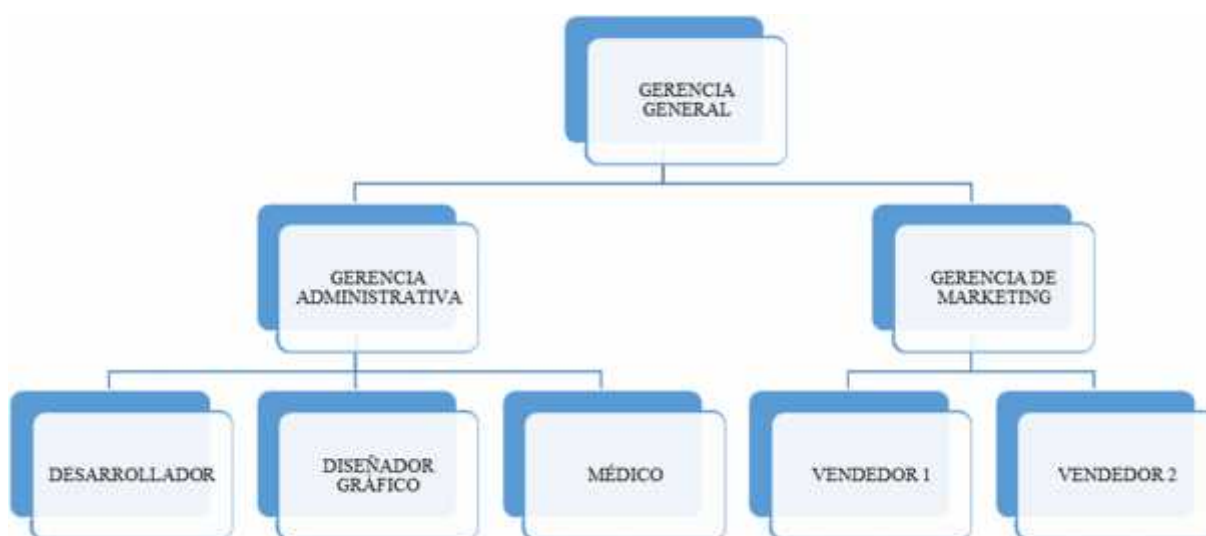 GERENCIA
GENERAL
GERENCIA
ADMINISTRATIVA
GERENCIA DE
MARKETING
DESARROLLADOR
DISEÑADOR
GRÁFICO
MÉDICO
VENDEDOR 1
VENDEDOR 2